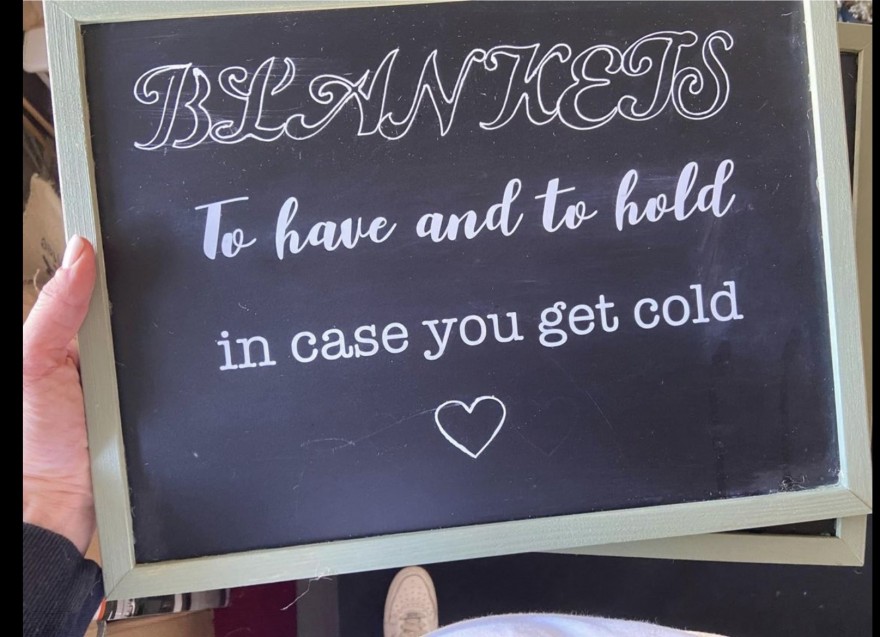 BLANKETS
To have and to hold
in case you get cold